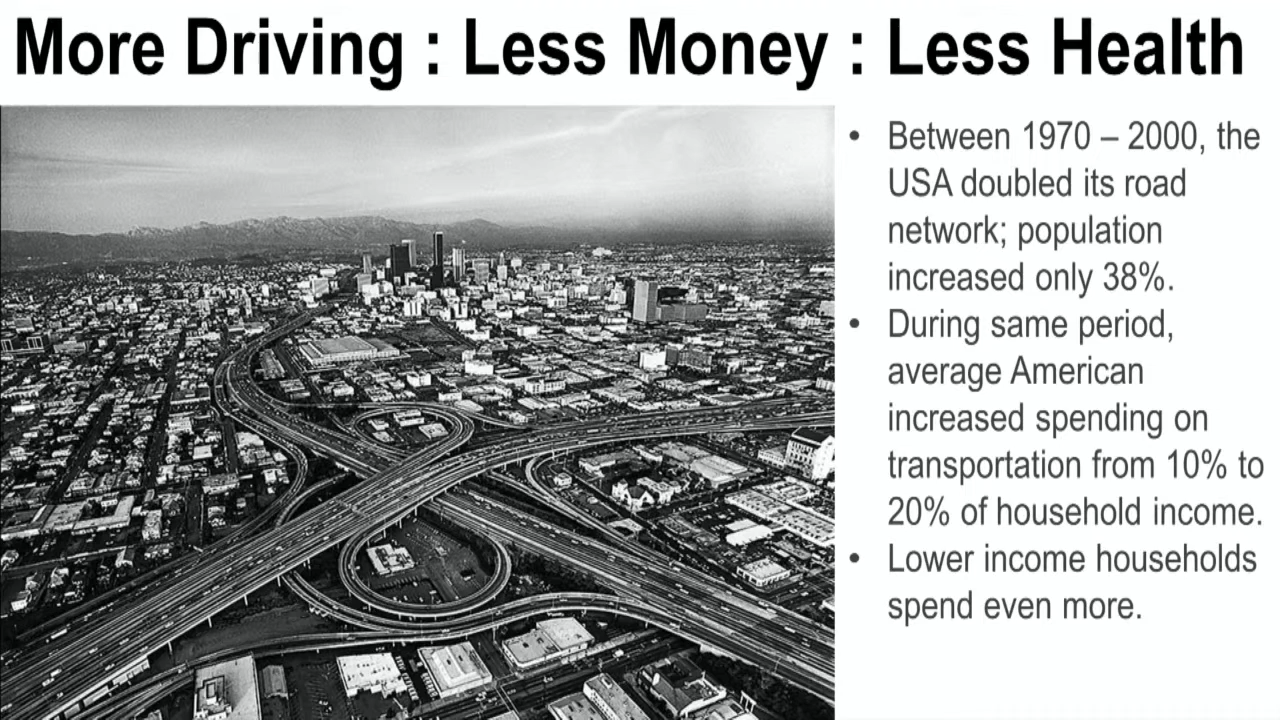 More Driving : Less Money : Less Health
• Between 1970 – 2000, the
USA doubled its road
network; population
increased only 38%.
• During same period,
average American
increased spending on
transportation from 10% to
20% of household income.
• Lower income households
spend even more.